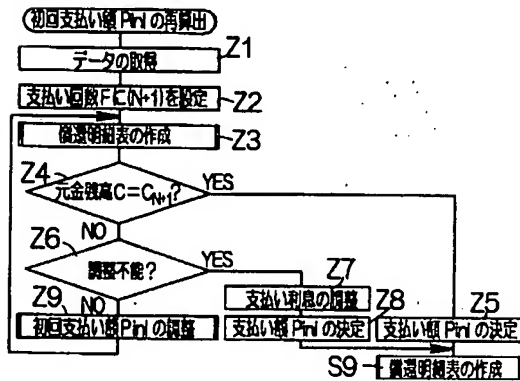 初回支払い額Piniの再算出
Z1
データの取得
支払い回数Fに(N+1)を設定
Z2
償還明細表の作成
Z3
Z4
元金残高C=C_{N+1}?
YES
NO
Z6
調整不能?
YES
Z7
支払い利息の調整
Z8
Z5
Z9
NO
初回支払い額Piniの調整
支払い額Piniの決定
支払い額Piniの決定
S9
償還明細表の作成